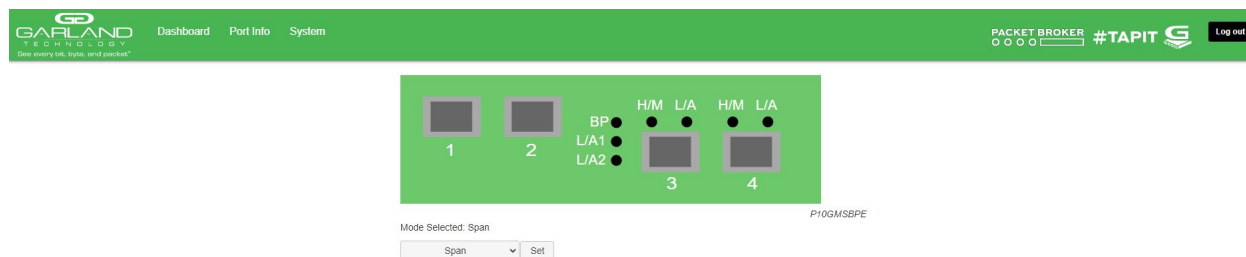 GARLAND
TECHNOLOGY
See every bit, byte, and packet.®
Dashboard Port Info System
PACKET BROKER
#TAPIT
Log out
H/M L/A H/M L/A
BP
L/A1
L/A2
1 2 3 4
P10GMSBPE
Mode Selected: Span
Span Set